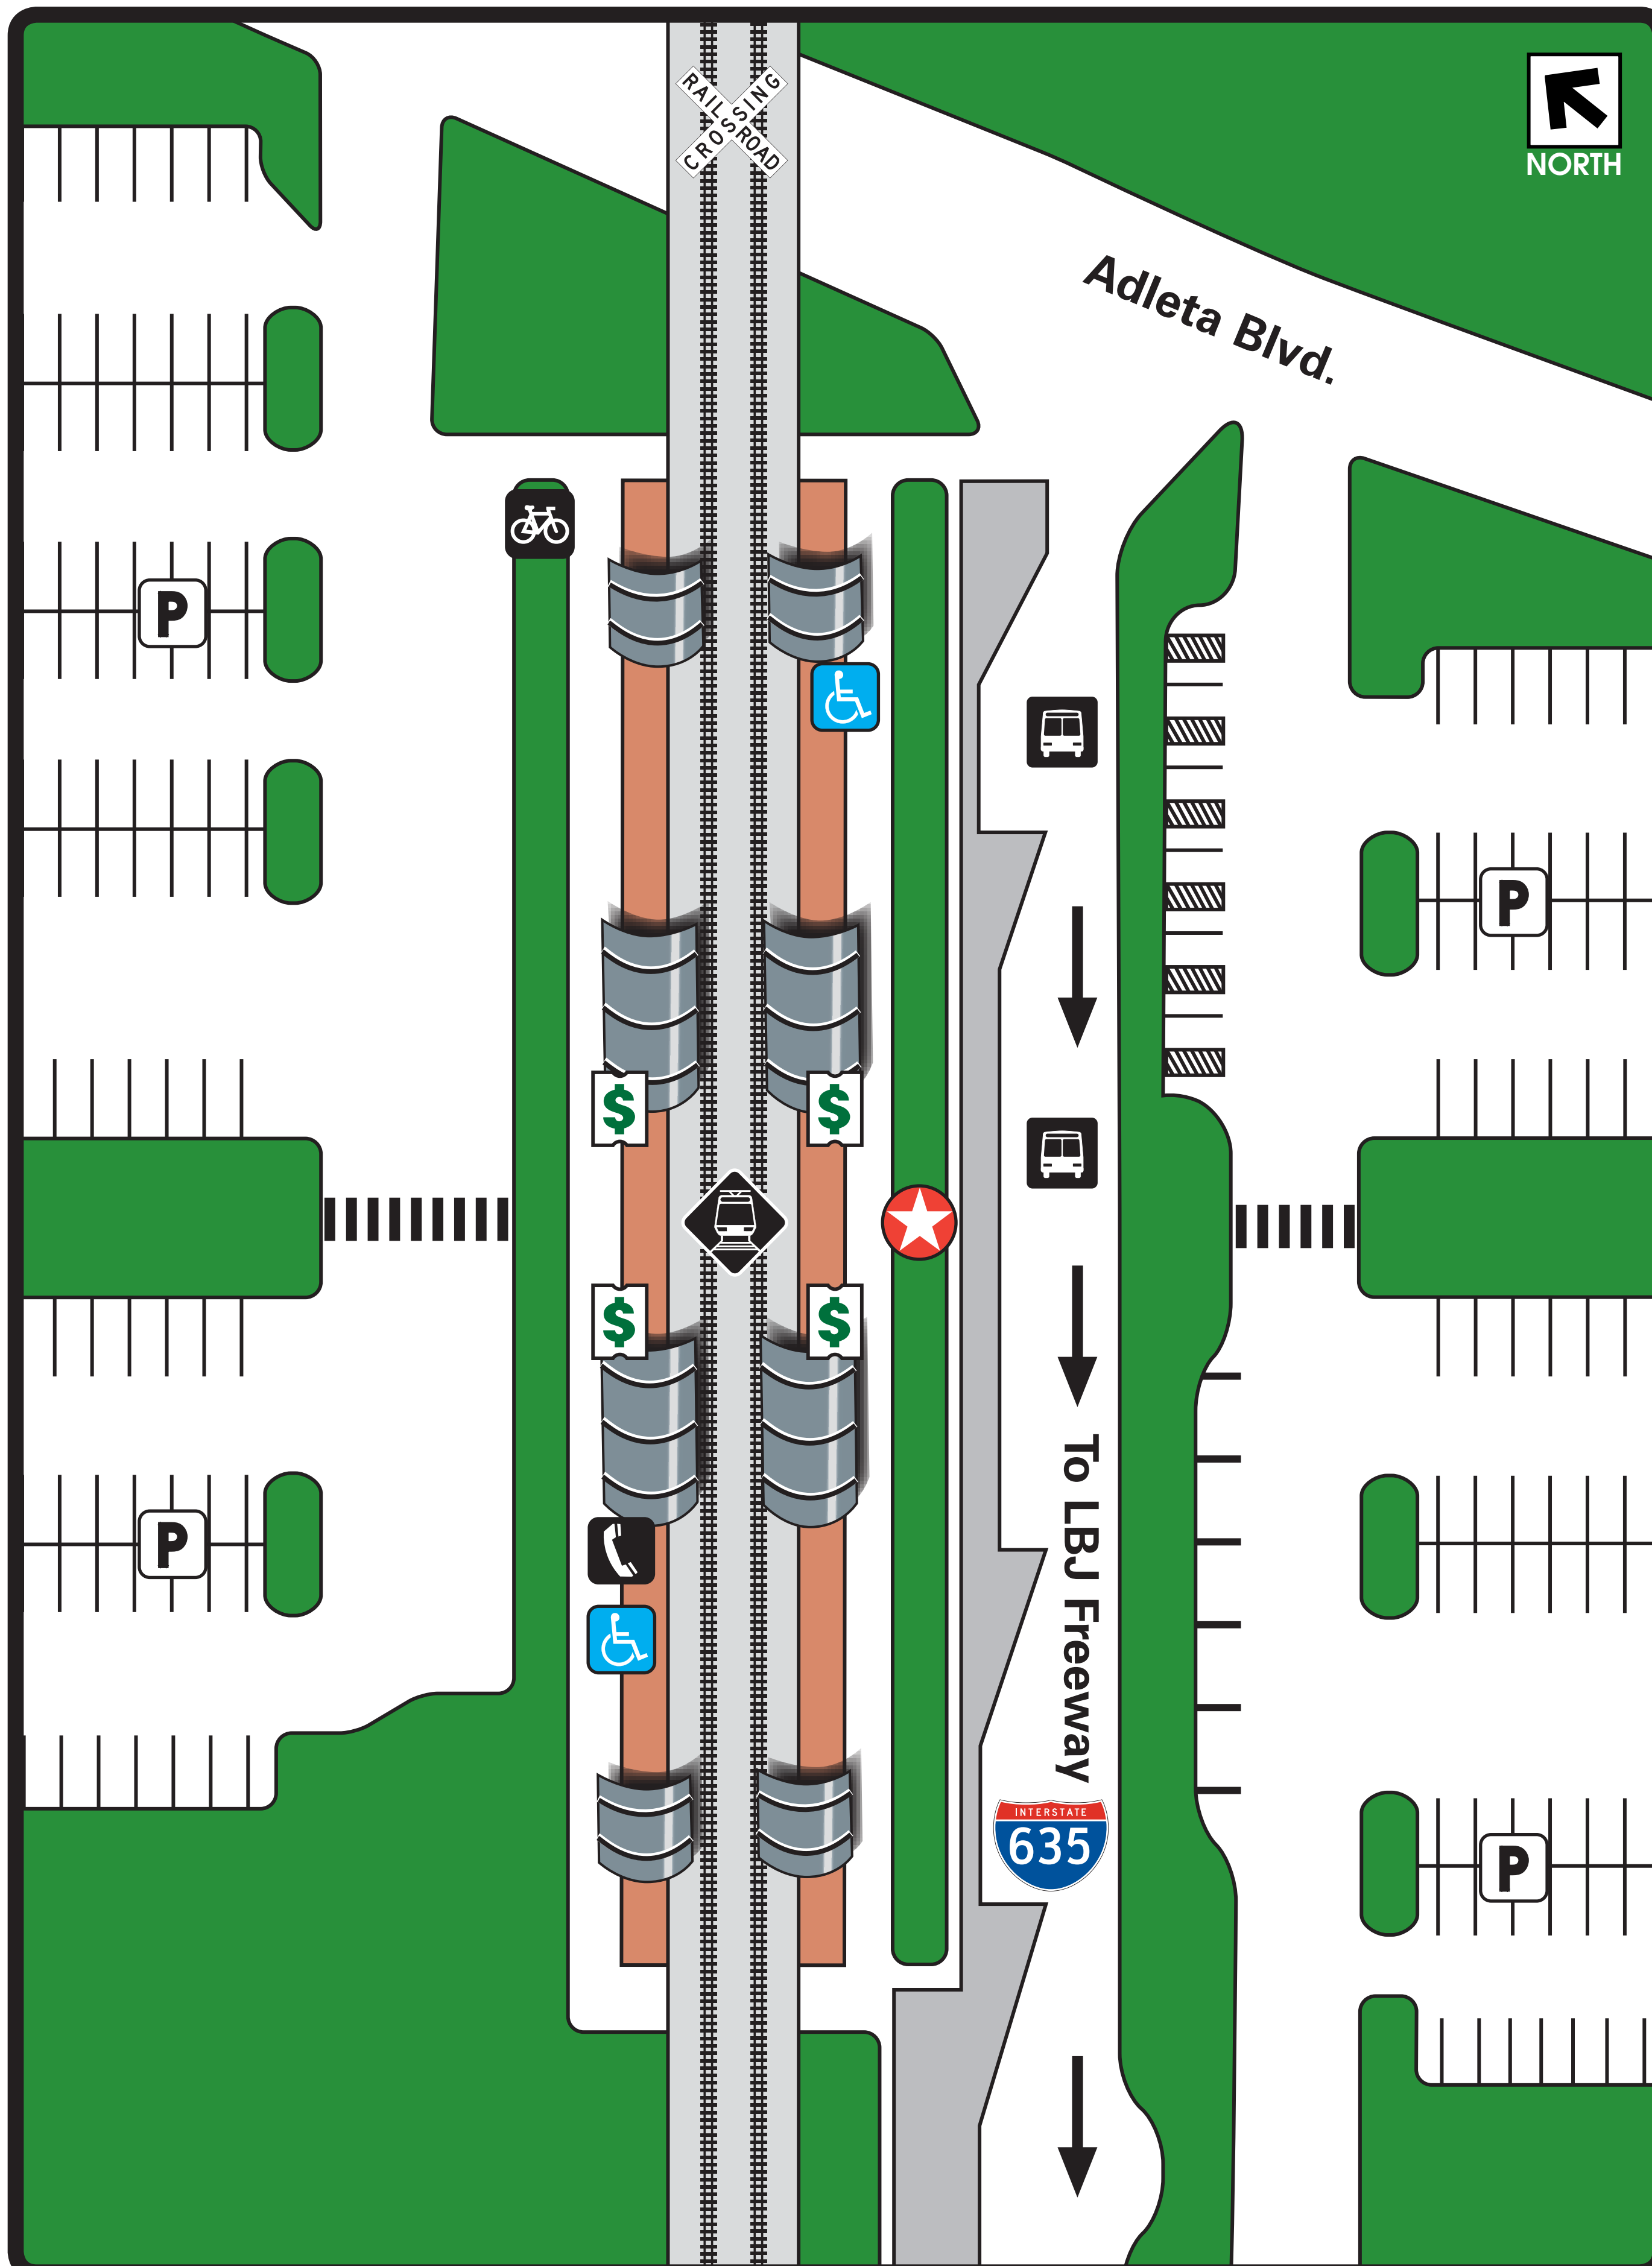 RAILROAD
CROSSING
NORTH
Adleta Blvd.
P
P
$
$
$
$
To LBJ Freeway
P
INTERSTATE
635
P